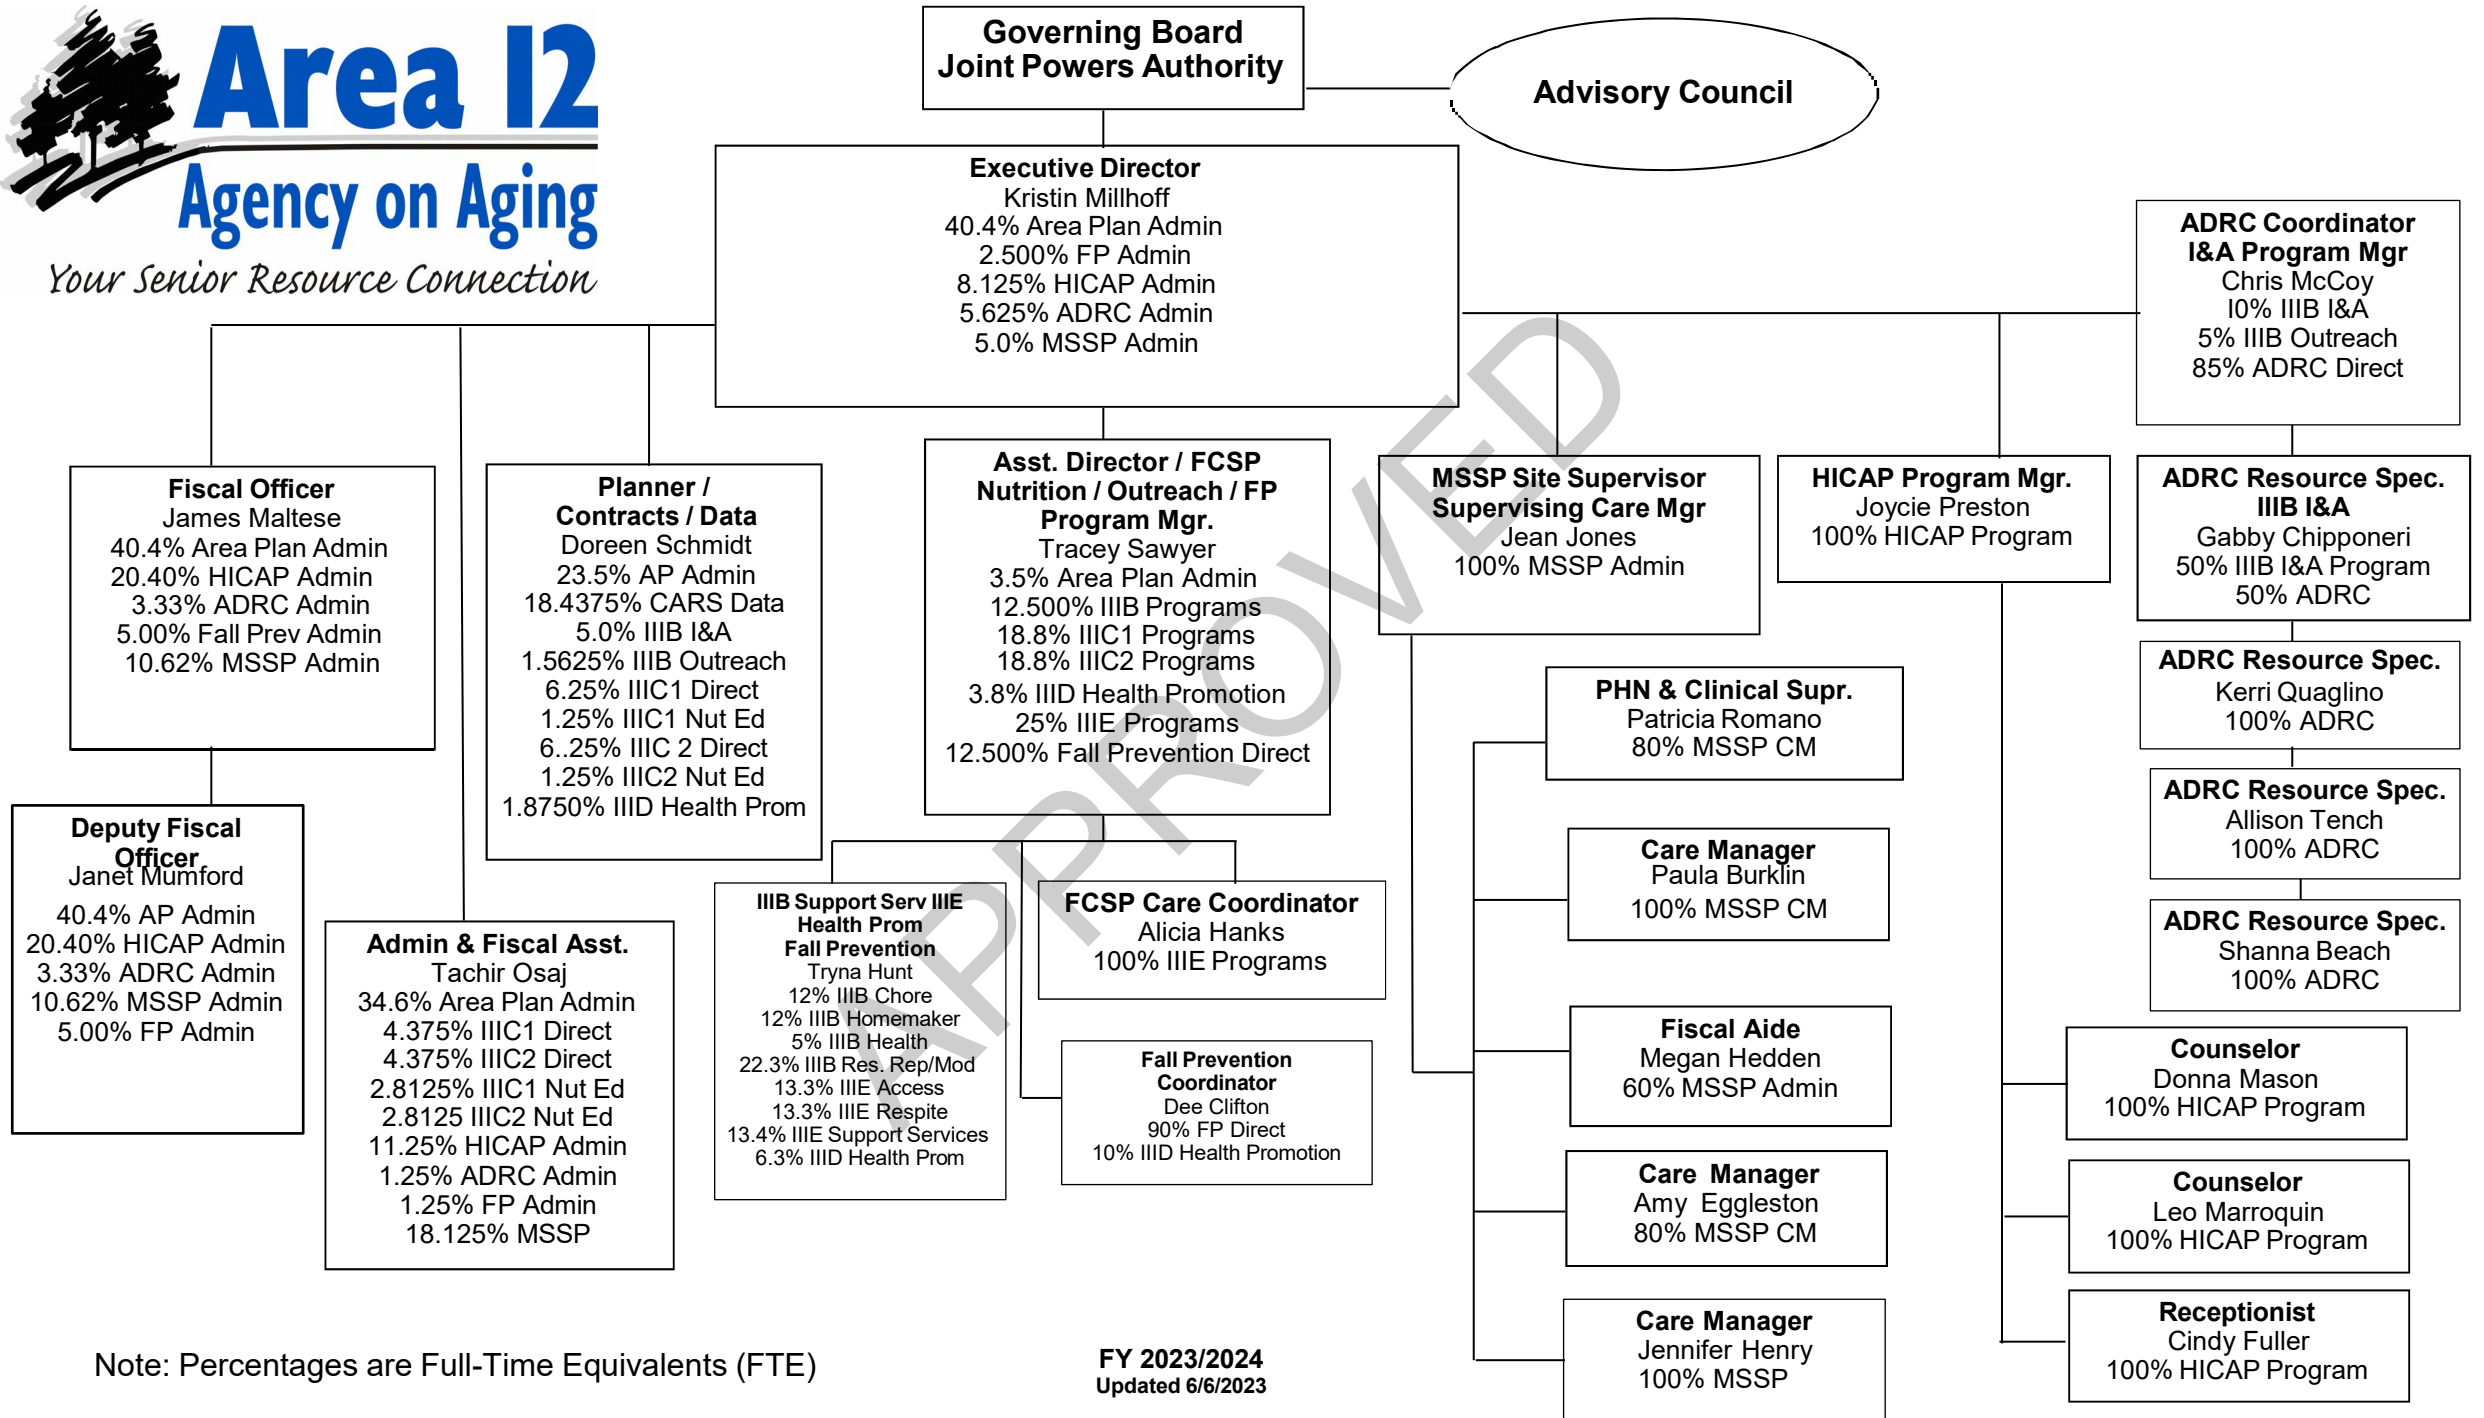 Area 12
Agency on Aging
Your Senior Resource Connection
Governing Board
Joint Powers Authority
Advisory Council
Executive Director
Kristin Millhoff
40.4% Area Plan Admin
2.500% FP Admin
8.125% HICAP Admin
5.625% ADRC Admin
5.0% MSSP Admin
ADRC Coordinator
I&A Program Mgr
Chris McCoy
I0% IIIB I&A
5% IIIB Outreach
85% ADRC Direct
Fiscal Officer
James Maltese
40.4% Area Plan Admin
20.40% HICAP Admin
3.33% ADRC Admin
5.00% Fall Prev Admin
10.62% MSSP Admin
Planner /
Contracts / Data
Doreen Schmidt
23.5% AP Admin
18.4375% CARS Data
5.0% IIIB I&A
1.5625% IIIB Outreach
6.25% IIIC1 Direct
1.25% IIIC1 Nut Ed
6..25% IIIC 2 Direct
1.25% IIIC2 Nut Ed
1.8750% IIID Health Prom
Asst. Director / FCSP
Nutrition / Outreach / FP
Program Mgr.
Tracey Sawyer
3.5% Area Plan Admin
12.500% IIIB Programs
18.8% IIIC1 Programs
18.8% IIIC2 Programs
3.8% IIID Health Promotion
25% IIIE Programs
12.500% Fall Prevention Direct
MSSP Site Supervisor
Supervising Care Mgr
Jean Jones
100% MSSP Admin
HICAP Program Mgr.
Joycie Preston
100% HICAP Program
ADRC Resource Spec.
IIIB I&A
Gabby Chipponeri
50% IIIB I&A Program
50% ADRC
ADRC Resource Spec.
Kerri Quaglino
100% ADRC
ADRC Resource Spec.
Allison Tench
100% ADRC
ADRC Resource Spec.
Shanna Beach
100% ADRC
Deputy Fiscal
Officer
Janet Mumford
40.4% AP Admin
20.40% HICAP Admin
3.33% ADRC Admin
10.62% MSSP Admin
5.00% FP Admin
Admin & Fiscal Asst.
Tachir Osaj
34.6% Area Plan Admin
4.375% IIIC1 Direct
4.375% IIIC2 Direct
2.8125% IIIC1 Nut Ed
2.8125 IIIC2 Nut Ed
11.25% HICAP Admin
1.25% ADRC Admin
1.25% FP Admin
18.125% MSSP
IIIB Support Serv IIIE
Health Prom
Fall Prevention
Tryna Hunt
12% IIIB Chore
12% IIIB Homemaker
5% IIIB Health
22.3% IIIB Res. Rep/Mod
13.3% IIIE Access
13.3% IIIE Respite
13.4% IIIE Support Services
6.3% IIID Health Prom
FCSP Care Coordinator
Alicia Hanks
100% IIIE Programs
Fall Prevention
Coordinator
Dee Clifton
90% FP Direct
10% IIID Health Promotion
PHN & Clinical Supr.
Patricia Romano
80% MSSP CM
Care Manager
Paula Burklin
100% MSSP CM
Fiscal Aide
Megan Hedden
60% MSSP Admin
Care Manager
Amy Eggleston
80% MSSP CM
Care Manager
Jennifer Henry
100% MSSP
Counselor
Donna Mason
100% HICAP Program
Counselor
Leo Marroquin
100% HICAP Program
Receptionist
Cindy Fuller
100% HICAP Program
APPROVED
Note: Percentages are Full-Time Equivalents (FTE)
FY 2023/2024
Updated 6/6/2023